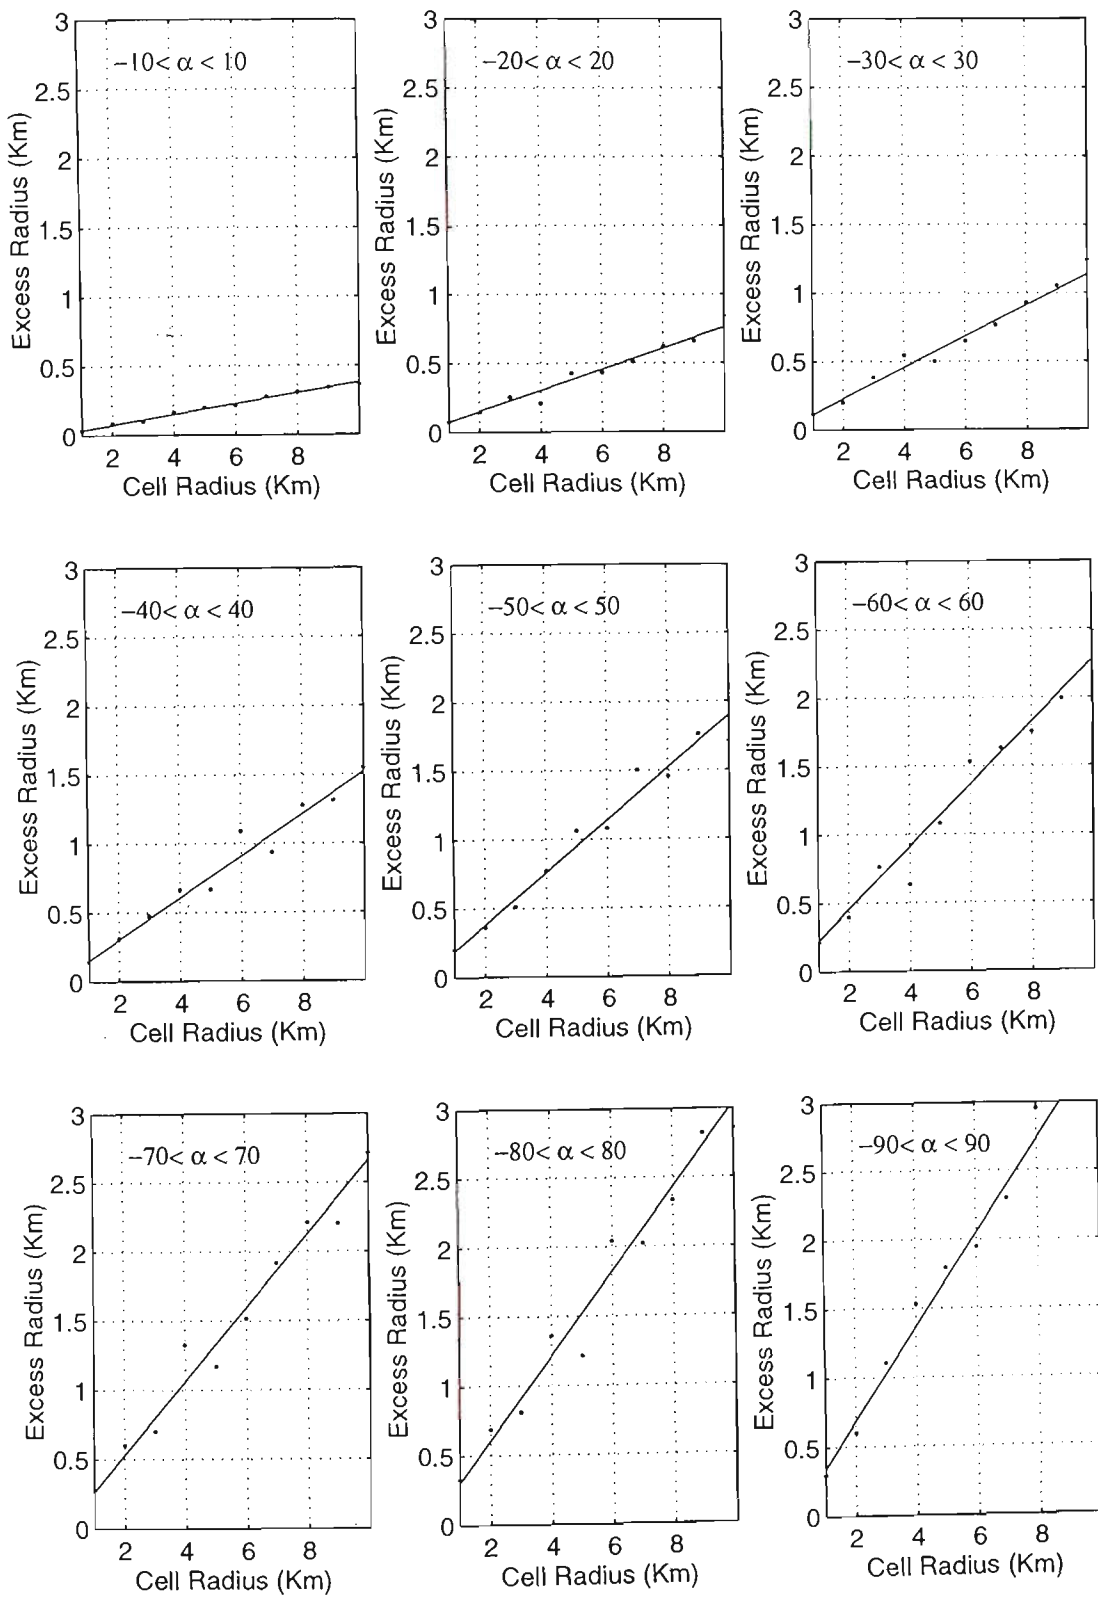 3
2.5
2
1.5
1
0.5
0
Excess Radius (Km)
−10< α < 10
2 4 6 8
Cell Radius (Km)
3
2.5
2
1.5
1
0.5
0
Excess Radius (Km)
−20< α < 20
2 4 6 8
Cell Radius (Km)
3
2.5
2
1.5
1
0.5
0
Excess Radius (Km)
−30< α < 30
2 4 6 8
Cell Radius (Km)
3
2.5
2
1.5
1
0.5
0
Excess Radius (Km)
−40< α < 40
2 4 6 8
Cell Radius (Km)
3
2.5
2
1.5
1
0.5
0
Excess Radius (Km)
−50< α < 50
2 4 6 8
Cell Radius (Km)
3
2.5
2
1.5
1
0.5
0
Excess Radius (Km)
−60< α < 60
2 4 6 8
Cell Radius (Km)
3
2.5
2
1.5
1
0.5
0
Excess Radius (Km)
−70< α < 70
2 4 6 8
Cell Radius (Km)
3
2.5
2
1.5
1
0.5
0
Excess Radius (Km)
−80< α < 80
2 4 6 8
Cell Radius (Km)
3
2.5
2
1.5
1
0.5
0
Excess Radius (Km)
−90< α < 90
2 4 6 8
Cell Radius (Km)